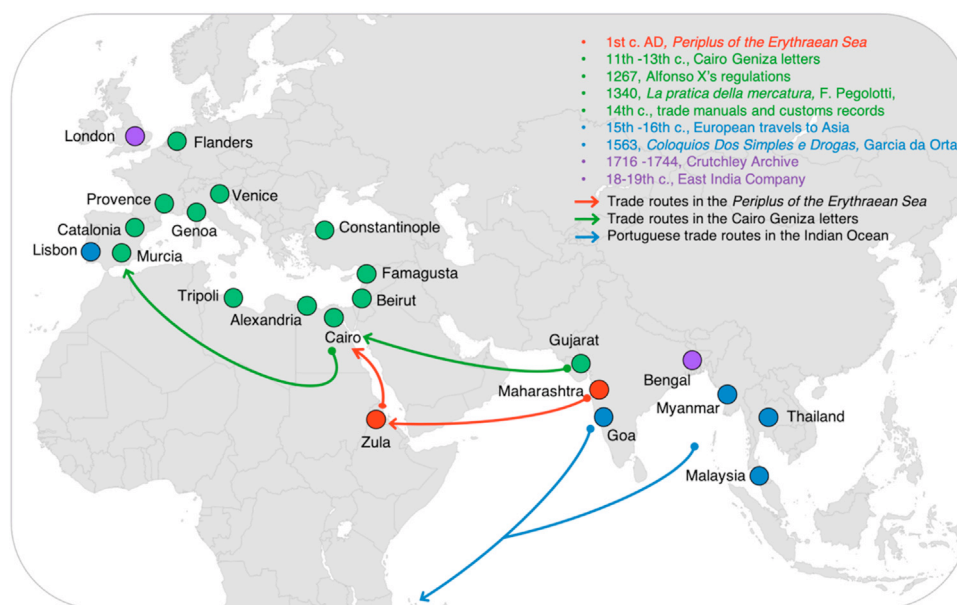 • 1st c. AD, Periplus of the Erythraean Sea
• 11th -13th c., Cairo Geniza letters
• 1267, Alfonso X's regulations
• 1340, La pratica della mercatura, F. Pegolotti,
• 14th c., trade manuals and customs records
• 15th -16th c., European travels to Asia
• 1563, Coloquios Dos Simples e Drogas, Garcia da Orta
• 1716 -1744, Crutchley Archive
• 18-19th c., East India Company
Trade routes in the Periplus of the Erythraean Sea
Trade routes in the Cairo Geniza letters
Portuguese trade routes in the Indian Ocean
London
Flanders
Provence
Venice
Catalonia
Genoa
Constantinople
Lisbon
Murcia
Famagusta
Tripoli
Beirut
Alexandria
Cairo
Gujarat
Maharashtra
Bengal
Myanmar
Zula
Goa
Thailand
Malaysia